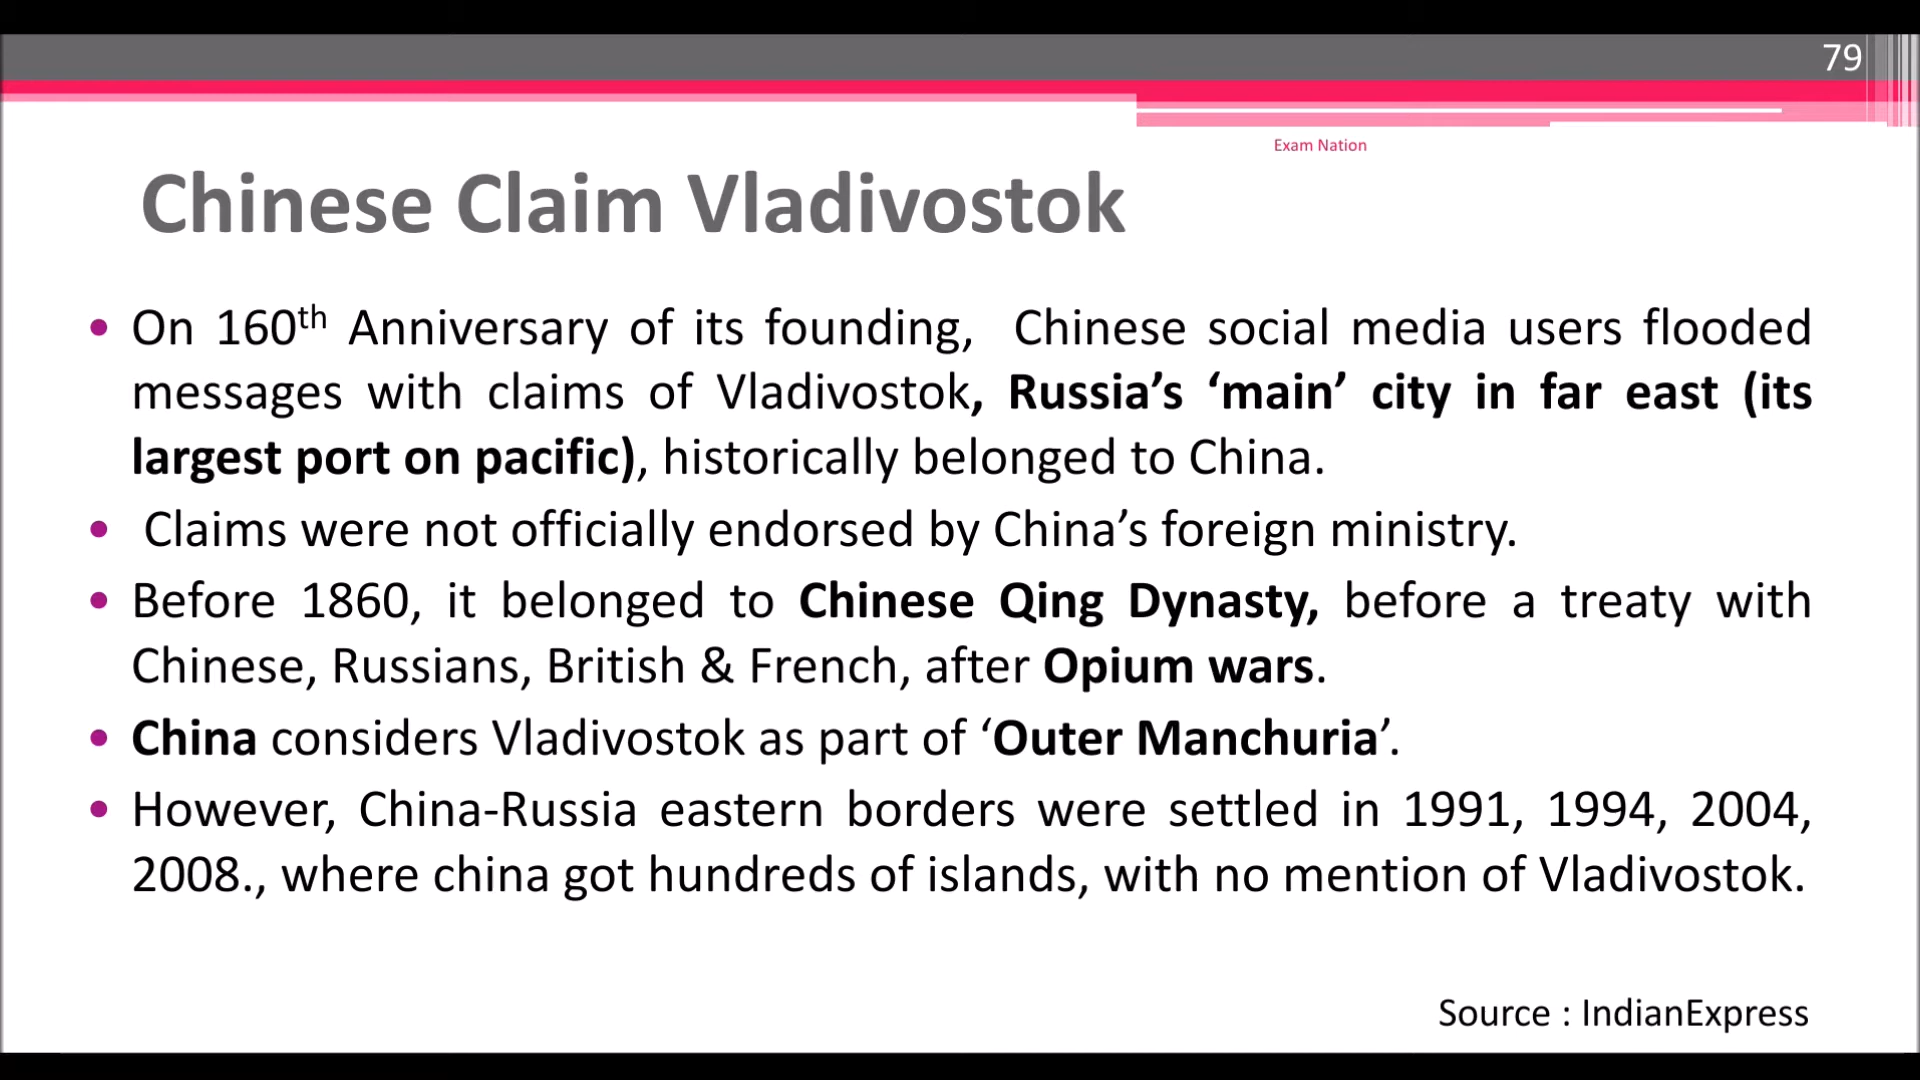 79
Exam Nation
Chinese Claim Vladivostok
• On 160th Anniversary of its founding, Chinese social media users flooded
messages with claims of Vladivostok, Russia’s ‘main’ city in far east (its
largest port on pacific), historically belonged to China.
• Claims were not officially endorsed by China’s foreign ministry.
• Before 1860, it belonged to Chinese Qing Dynasty, before a treaty with
Chinese, Russians, British & French, after Opium wars.
• China considers Vladivostok as part of ‘Outer Manchuria’.
• However, China-Russia eastern borders were settled in 1991, 1994, 2004,
2008., where china got hundreds of islands, with no mention of Vladivostok.
Source : IndianExpress